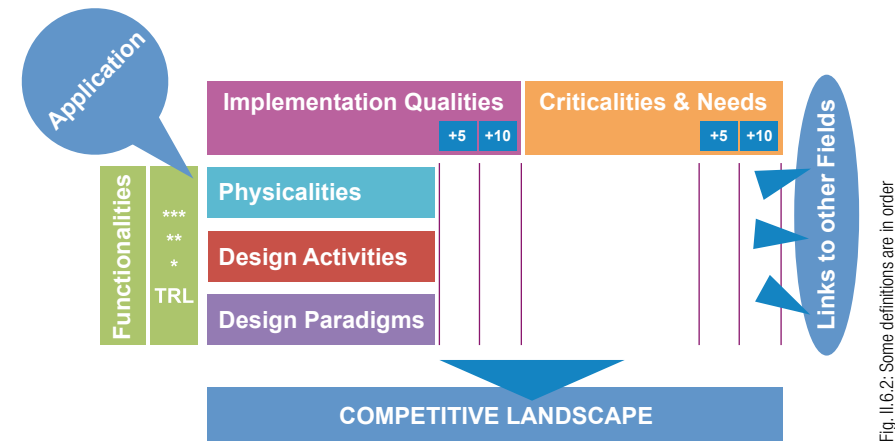 Application
Implementation Qualities
+5 +10
Criticalities & Needs
+5 +10
Functionalities
***
**
*
TRL
Physicalities
Design Activities
Design Paradigms
Links to other Fields
COMPETITIVE LANDSCAPE
Fig. II.6.2: Some definitions are in order